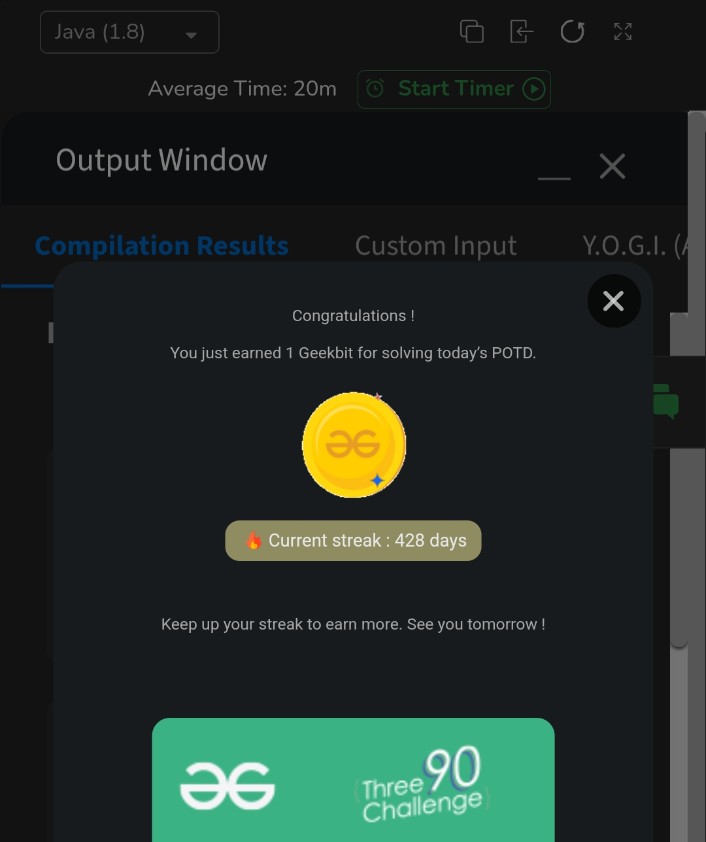 Java (1.8)
Average Time: 20m
Start Timer
Output Window
Compilation Results
Custom Input
Y.O.G.I. (
Congratulations !
You just earned 1 Geekbit for solving today's POTD.
🔥 Current streak : 428 days
Keep up your streak to earn more. See you tomorrow !
Three 90
Challenge